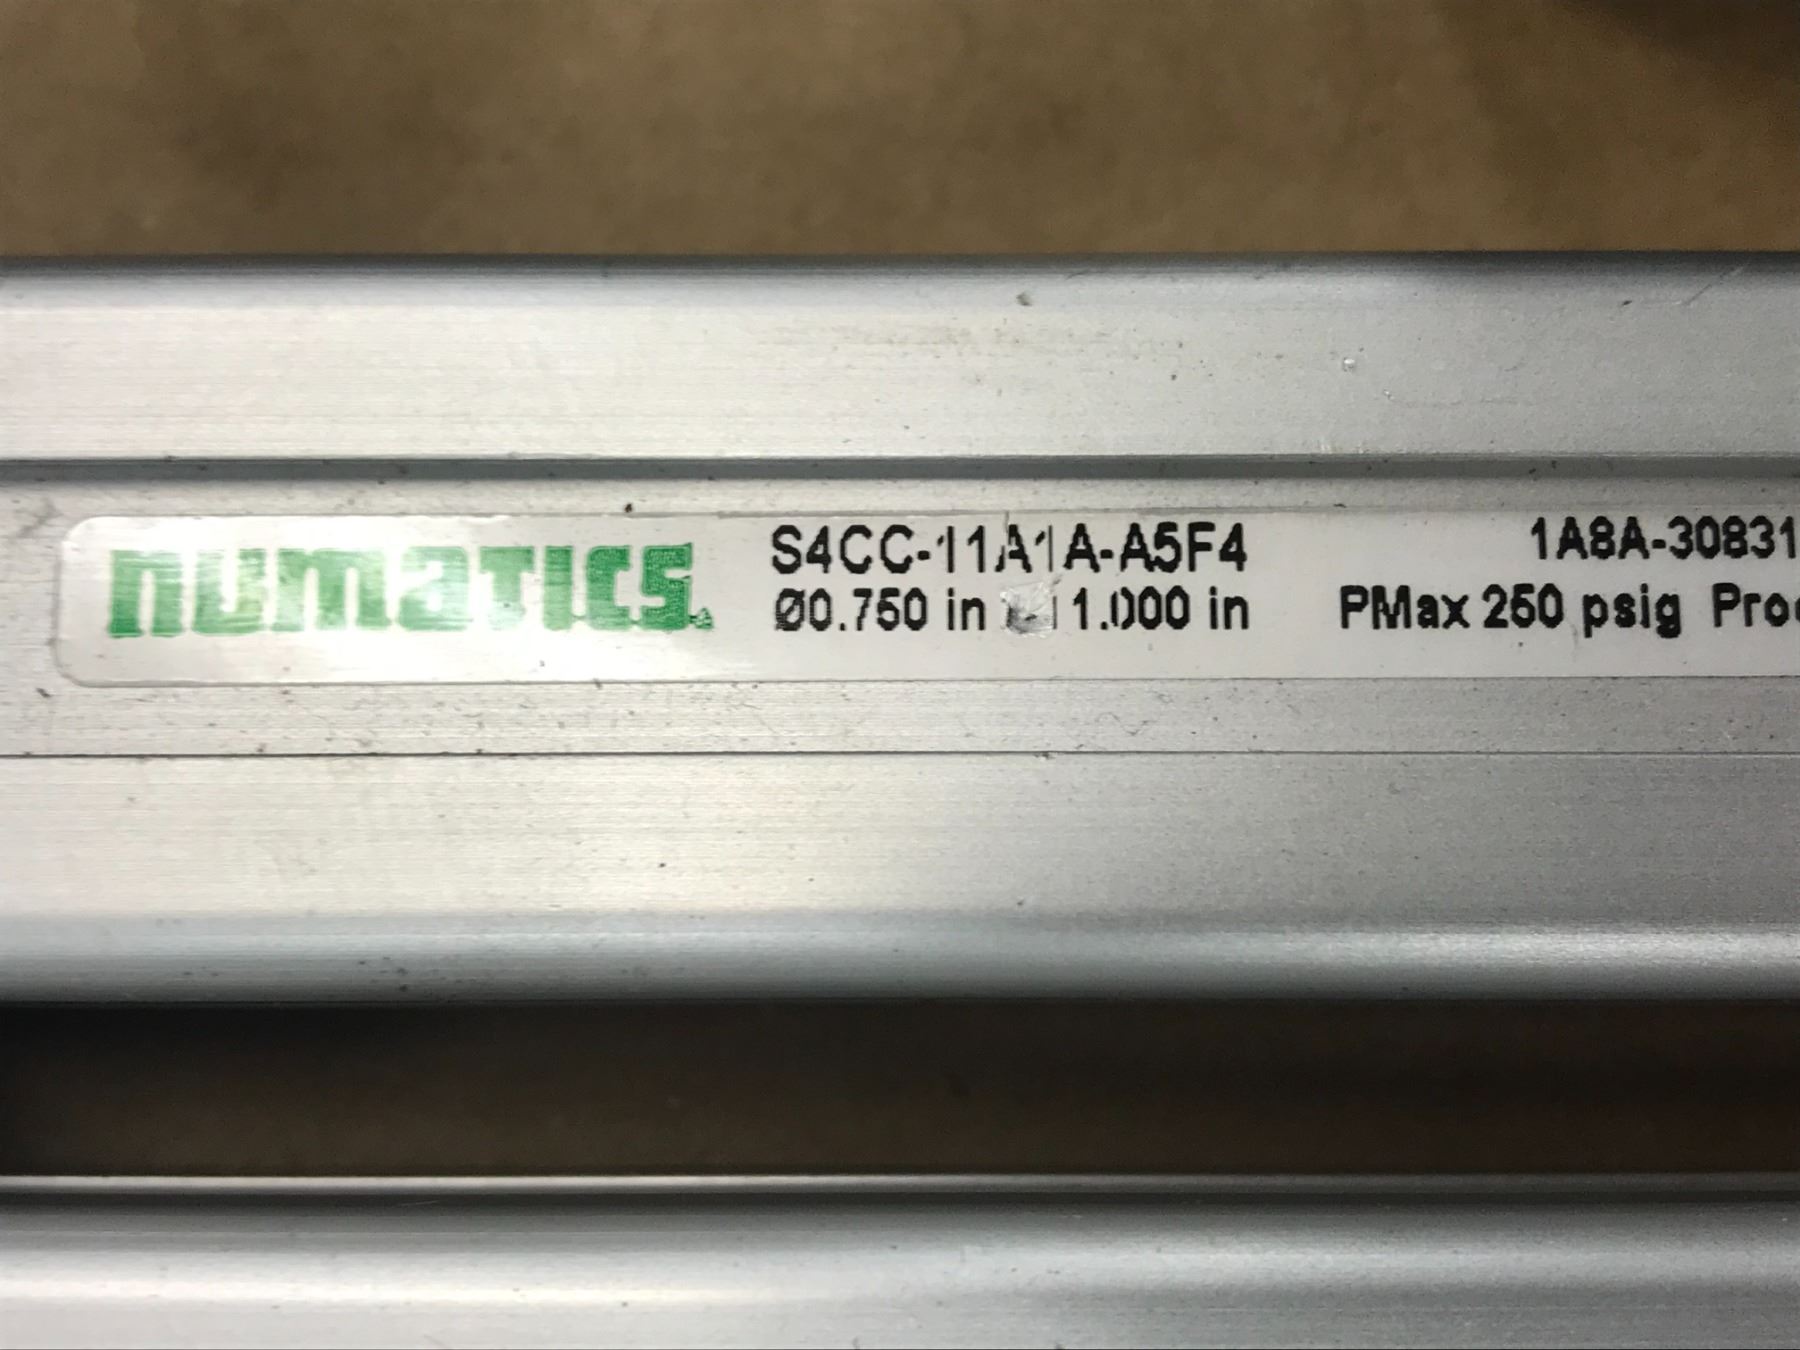 numatics
S4CC-11A1A-A5F4
Ø0.750 in 1.000 in
1A8A-30831
PMax 250 psig